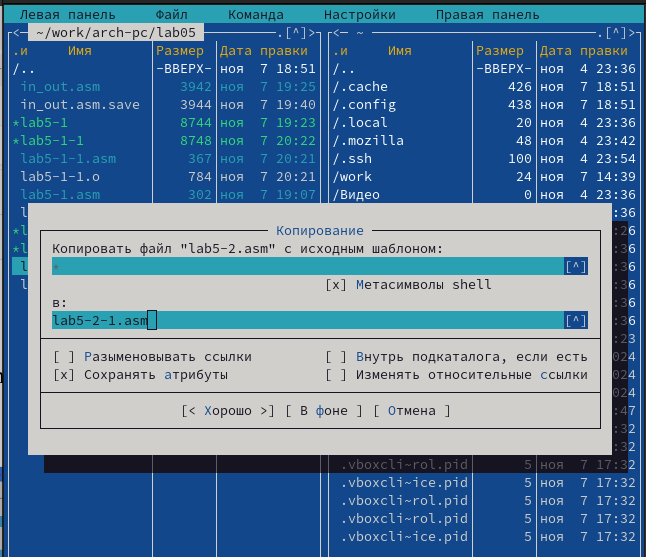 Левая панель Файл Команда Настройки Правая панель
<─ ~/work/arch-pc/lab05 .[^]> <─ ~ .[^]>
.и Имя Размер Дата правки .и Имя Размер Дата правки
/.. -ВВЕРХ- ноя 7 18:51 /.. -ВВЕРХ- ноя 4 23:36
in_out.asm 3942 ноя 7 19:25 /.cache 426 ноя 7 18:51
in_out.asm.save 3944 ноя 7 19:40 /.config 438 ноя 7 18:51
*lab5-1 8744 ноя 7 19:23 /.local 20 ноя 4 23:36
*lab5-1-1 8748 ноя 7 20:22 /.mozilla 48 ноя 4 23:42
lab5-1-1.asm 367 ноя 7 20:21 /.ssh 100 ноя 4 23:54
lab5-1-1.o 784 ноя 7 20:21 /work 24 ноя 7 14:39
lab5-1.asm 302 ноя 7 19:07 /Видео 0 ноя 4 23:36
Копирование
Копировать файл "lab5-2.asm" с исходным шаблоном:
* [^]
[x] Метасимволы shell
в:
lab5-2-1.asm [^]
[ ] Разыменовывать ссылки [ ] Внутрь подкаталога, если есть
[x] Сохранять атрибуты [ ] Изменять относительные ссылки
[< Хорошо >] [ В фоне ] [ Отмена ]
.vboxcli~rol.pid 5 ноя 7 17:32
.vboxcli~ice.pid 5 ноя 7 17:32
.vboxcli~rol.pid 5 ноя 7 17:32
.vboxcli~rol.pid 5 ноя 7 17:32
.vboxcli~ice.pid 5 ноя 7 17:32